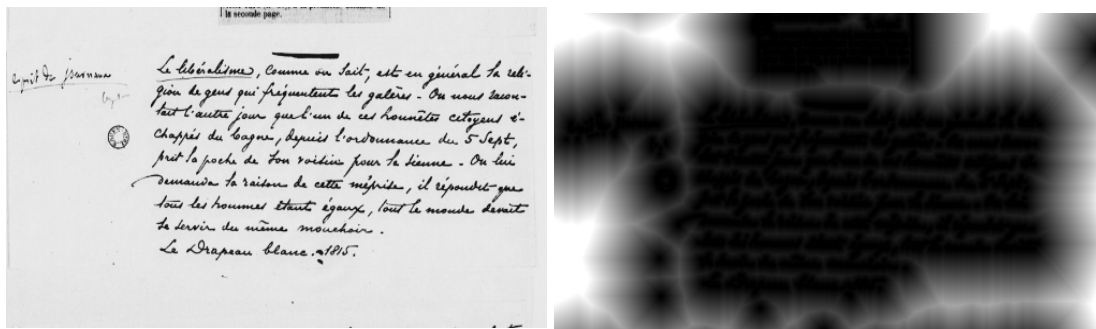 la seconde page.
esprit de journaux
Le libéralisme, comme on sait, est en général la reli-
gion de gens qui fréquentent les galères - On nous racon-
tait l'autre jour que l'un de ces honnêtes citoyens é-
chappés du bagne, depuis l'ordonnance du 5 Sept,
prit la poche de son voisin pour la sienne - On lui
demanda la raison de cette méprise, il répondit que
tous les hommes étant égaux, tout le monde devait
se servir du même mouchoir.
Le Drapeau blanc. - 1815.